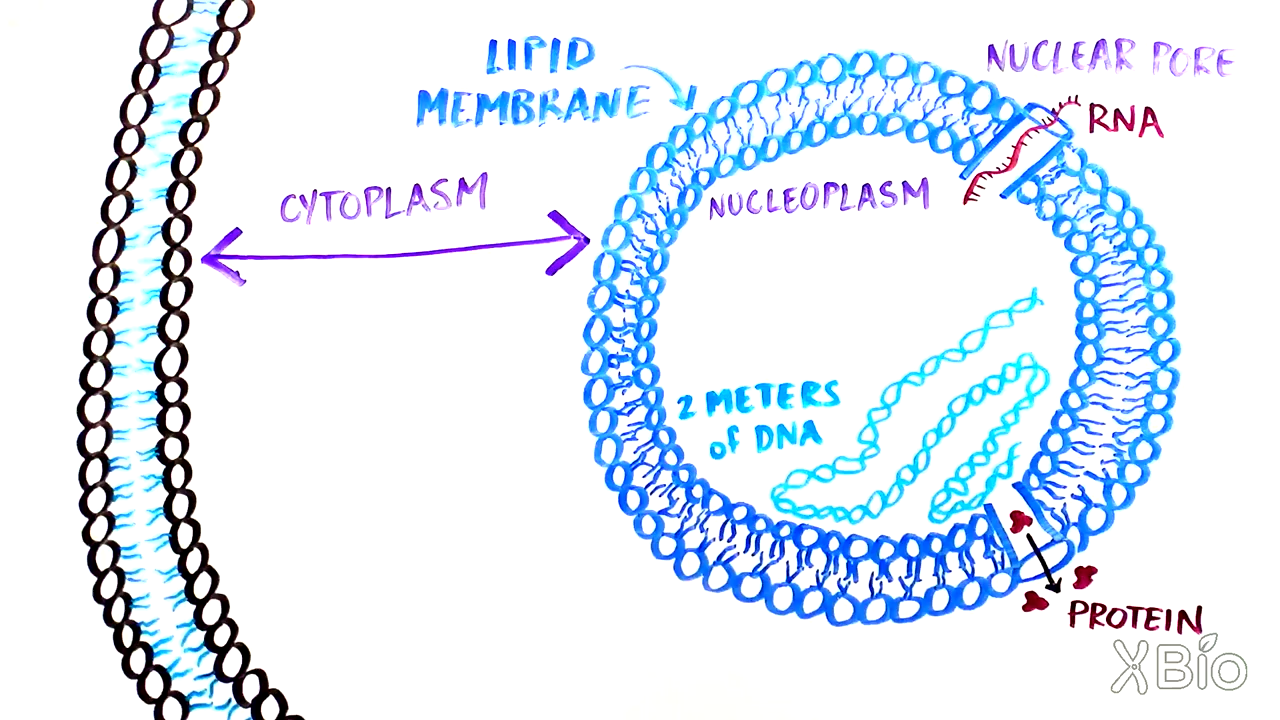 LIPID
MEMBRANE
NUCLEAR PORE
RNA
CYTOPLASM
NUCLEOPLASM
2 METERS
of DNA
PROTEIN
XBio